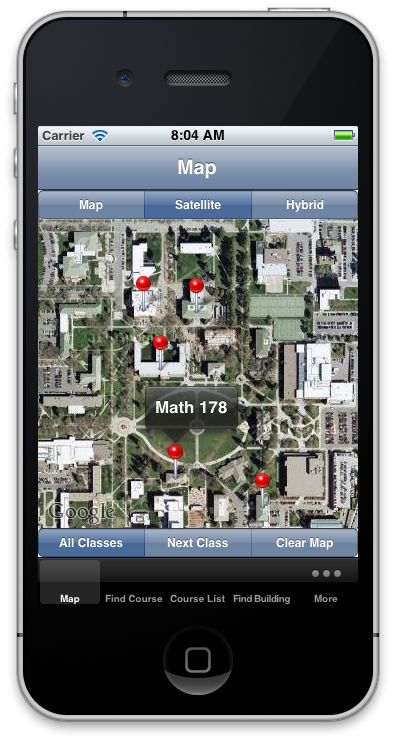 Carrier 8:04 AM
Map
Map Satellite Hybrid
Math 178
Google
All Classes Next Class Clear Map
Map Find Course Course List Find Building More